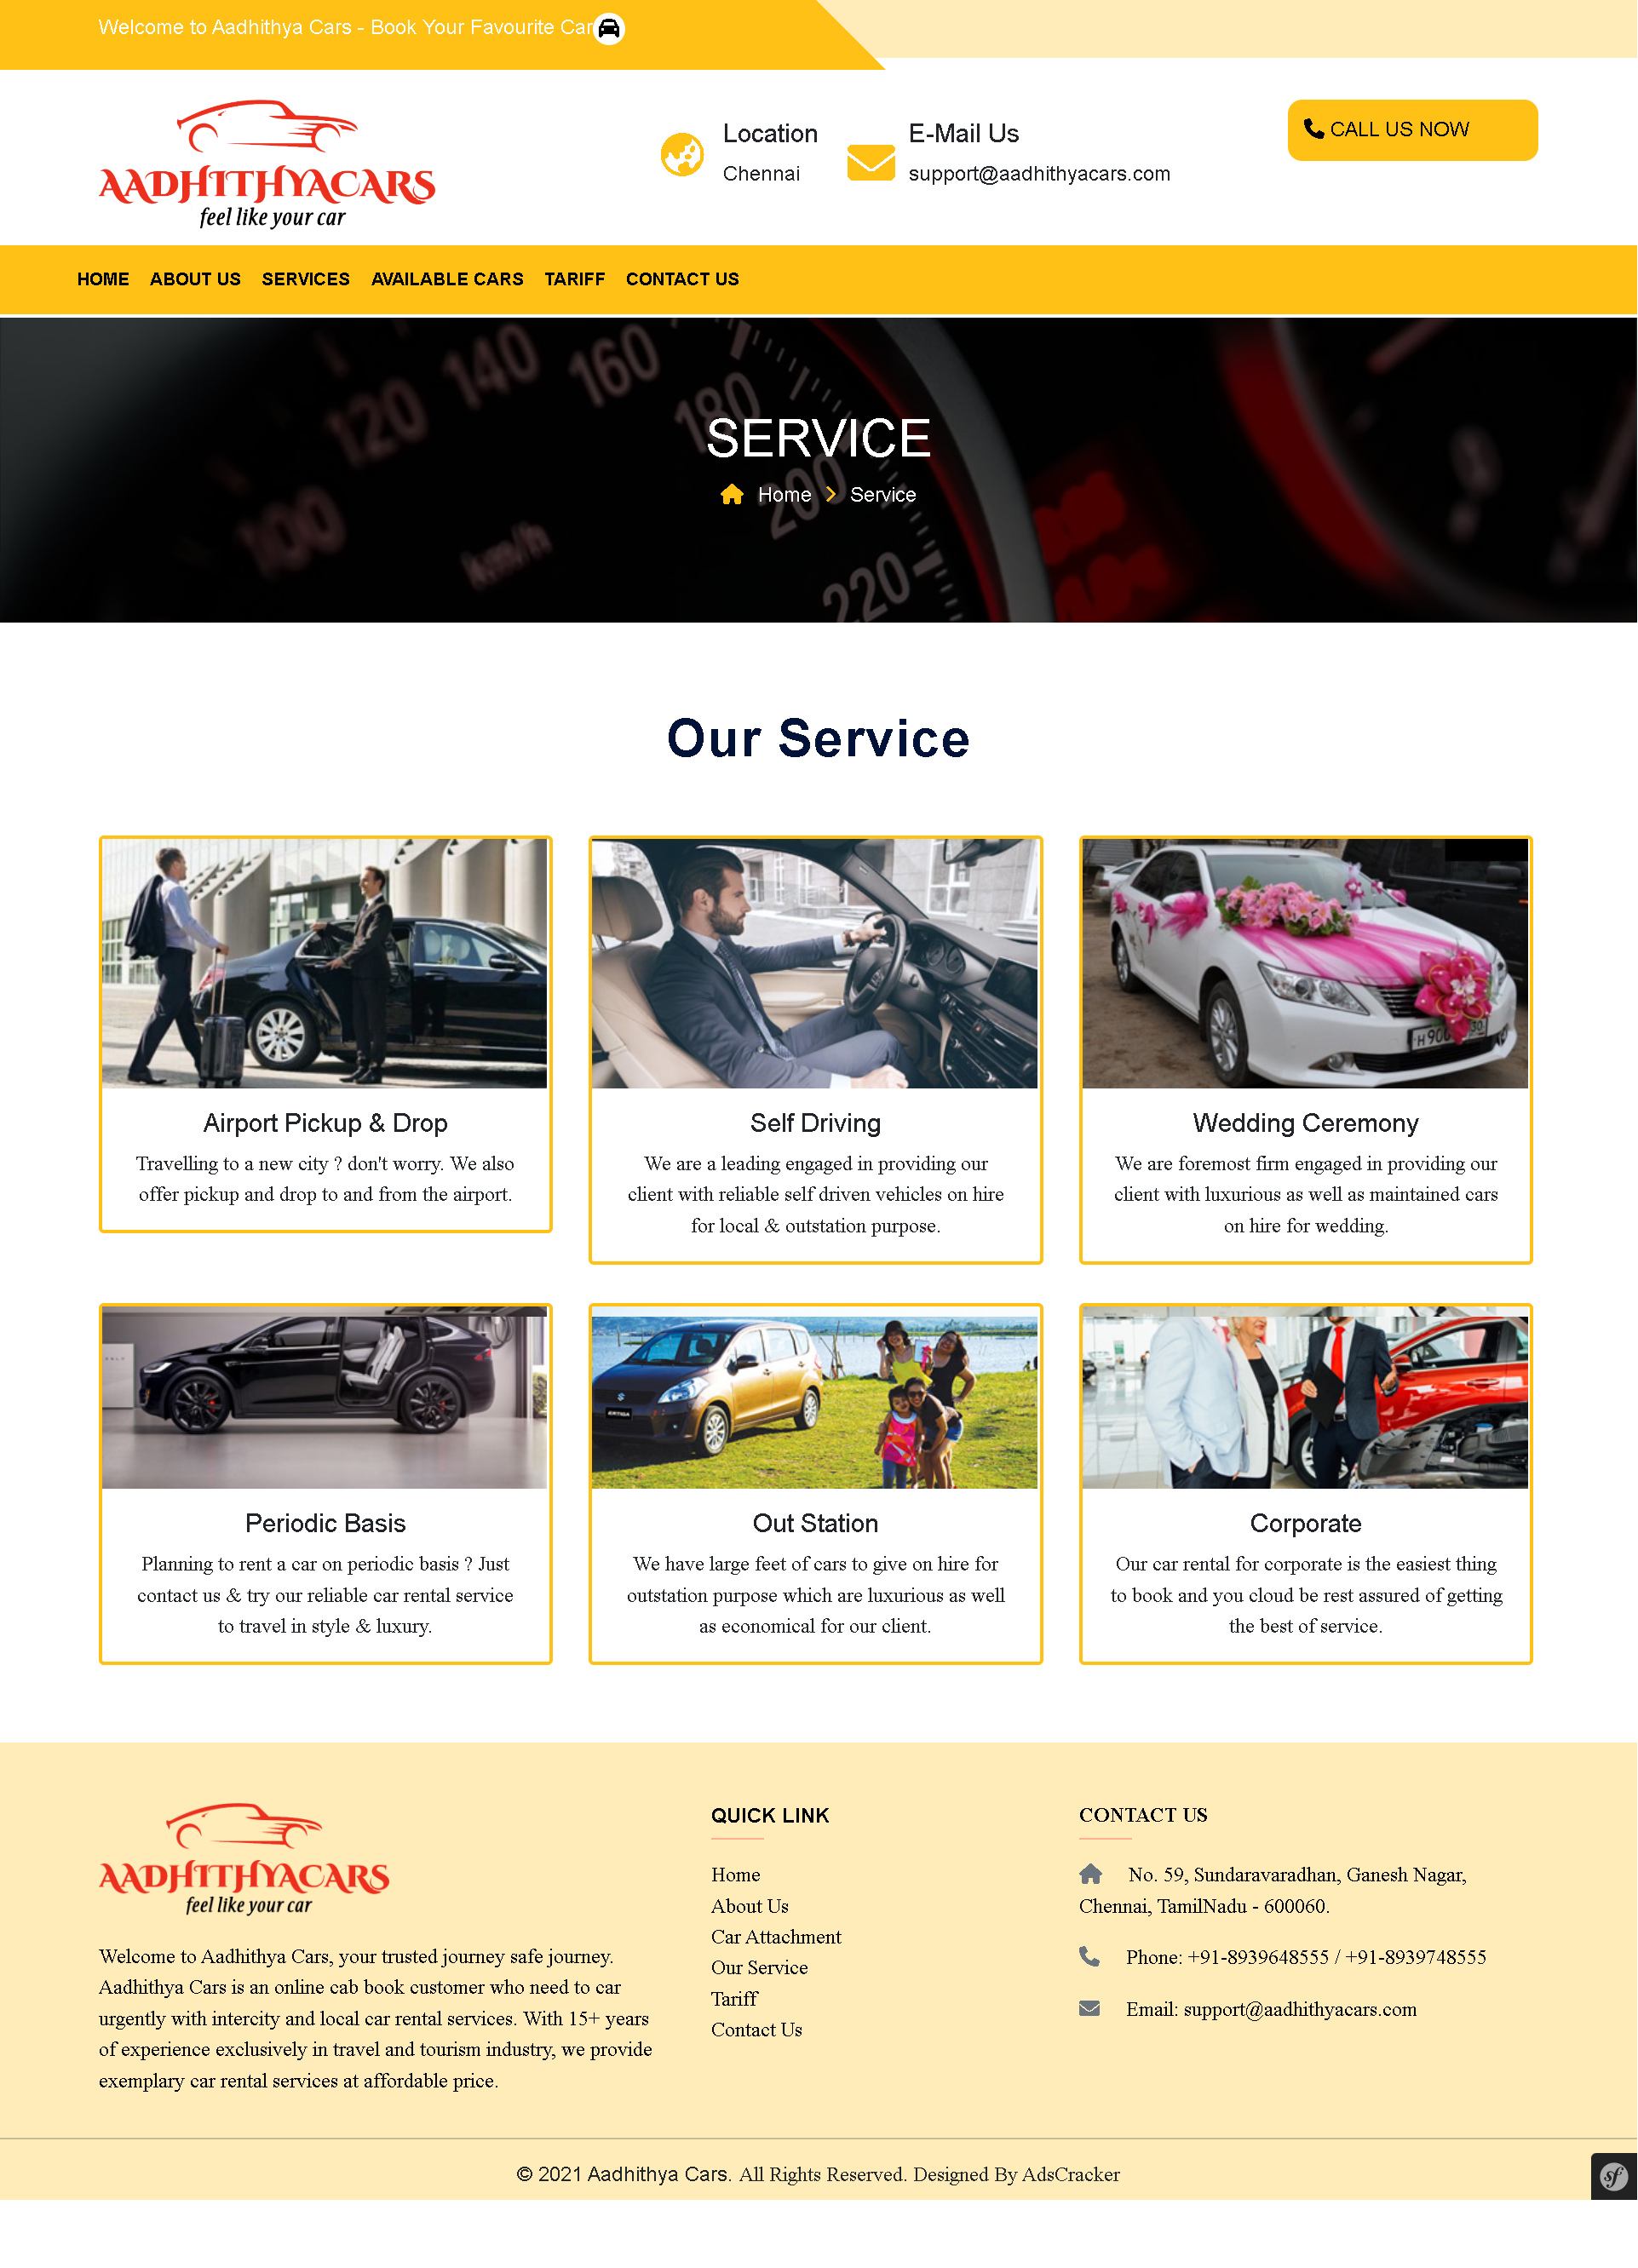 Welcome to Aadhithya Cars - Book Your Favourite Car
AADHITHYACARS
feel like your car
Location
Chennai
E-Mail Us
support@aadhithyacars.com
CALL US NOW
HOME ABOUT US SERVICES AVAILABLE CARS TARIFF CONTACT US
100 120 140 160 180 200 220
km/h
SERVICE
Home Service
Our Service
Airport Pickup & Drop
Travelling to a new city ? don't worry. We also
offer pickup and drop to and from the airport.
Self Driving
We are a leading engaged in providing our
client with reliable self driven vehicles on hire
for local & outstation purpose.
Wedding Ceremony
We are foremost firm engaged in providing our
client with luxurious as well as maintained cars
on hire for wedding.
Periodic Basis
Planning to rent a car on periodic basis ? Just
contact us & try our reliable car rental service
to travel in style & luxury.
ERTIGA
Out Station
We have large feet of cars to give on hire for
outstation purpose which are luxurious as well
as economical for our client.
Corporate
Our car rental for corporate is the easiest thing
to book and you cloud be rest assured of getting
the best of service.
AADHITHYACARS
feel like your car
Welcome to Aadhithya Cars, your trusted journey safe journey.
Aadhithya Cars is an online cab book customer who need to car
urgently with intercity and local car rental services. With 15+ years
of experience exclusively in travel and tourism industry, we provide
exemplary car rental services at affordable price.
QUICK LINK
Home
About Us
Car Attachment
Our Service
Tariff
Contact Us
CONTACT US
No. 59, Sundaravaradhan, Ganesh Nagar,
Chennai, TamilNadu - 600060.
Phone: +91-8939648555 / +91-8939748555
Email: support@aadhithyacars.com
© 2021 Aadhithya Cars. All Rights Reserved. Designed By AdsCracker
sf